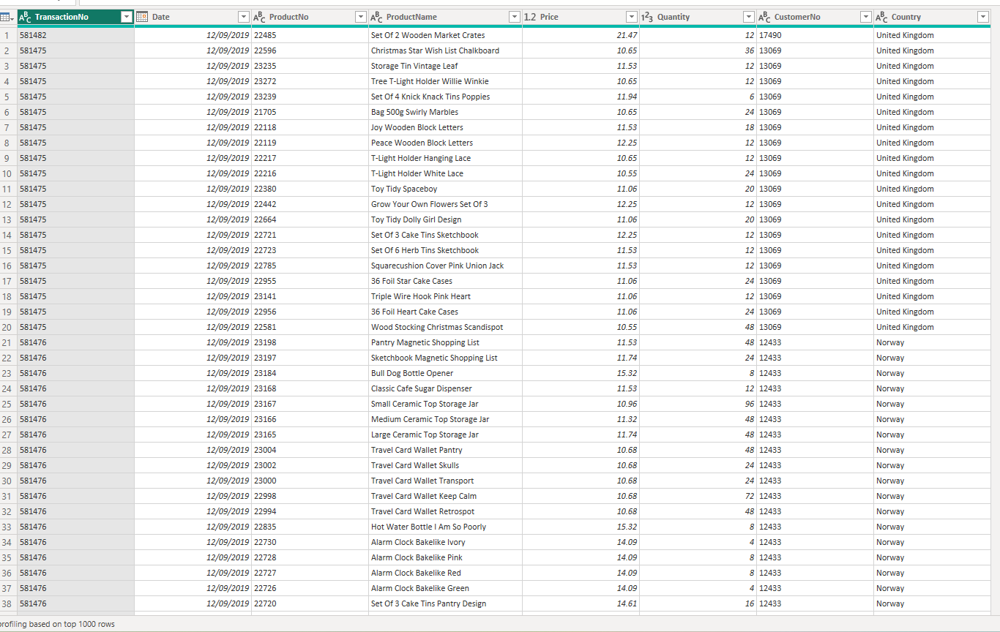 TransactionNo Date ProductNo ProductName 1.2 Price Quantity CustomerNo Country
1 581482 12/09/2019 22485 Set Of 2 Wooden Market Crates 21.47 12 17490 United Kingdom
2 581475 12/09/2019 22596 Christmas Star Wish List Chalkboard 10.65 36 13069 United Kingdom
3 581475 12/09/2019 23235 Storage Tin Vintage Leaf 11.53 12 13069 United Kingdom
4 581475 12/09/2019 23272 Tree T-Light Holder Willie Winkie 10.65 12 13069 United Kingdom
5 581475 12/09/2019 23239 Set Of 4 Knick Knack Tins Poppies 11.94 6 13069 United Kingdom
6 581475 12/09/2019 21705 Bag 500g Swirly Marbles 10.65 24 13069 United Kingdom
7 581475 12/09/2019 22118 Joy Wooden Block Letters 11.53 18 13069 United Kingdom
8 581475 12/09/2019 22119 Peace Wooden Block Letters 12.25 12 13069 United Kingdom
9 581475 12/09/2019 22217 T-Light Holder Hanging Lace 10.65 12 13069 United Kingdom
10 581475 12/09/2019 22216 T-Light Holder White Lace 10.55 24 13069 United Kingdom
11 581475 12/09/2019 22380 Toy Tidy Spaceboy 11.06 20 13069 United Kingdom
12 581475 12/09/2019 22442 Grow Your Own Flowers Set Of 3 12.25 12 13069 United Kingdom
13 581475 12/09/2019 22664 Toy Tidy Dolly Girl Design 11.06 20 13069 United Kingdom
14 581475 12/09/2019 22721 Set Of 3 Cake Tins Sketchbook 12.25 12 13069 United Kingdom
15 581475 12/09/2019 22723 Set Of 6 Herb Tins Sketchbook 11.53 12 13069 United Kingdom
16 581475 12/09/2019 22785 Squarecushion Cover Pink Union Jack 11.53 12 13069 United Kingdom
17 581475 12/09/2019 22955 36 Foil Star Cake Cases 11.06 24 13069 United Kingdom
18 581475 12/09/2019 23141 Triple Wire Hook Pink Heart 11.06 12 13069 United Kingdom
19 581475 12/09/2019 22956 36 Foil Heart Cake Cases 11.06 24 13069 United Kingdom
20 581475 12/09/2019 22581 Wood Stocking Christmas Scandispot 10.55 48 13069 United Kingdom
21 581476 12/09/2019 23198 Pantry Magnetic Shopping List 11.53 48 12433 Norway
22 581476 12/09/2019 23197 Sketchbook Magnetic Shopping List 11.74 24 12433 Norway
23 581476 12/09/2019 23184 Bull Dog Bottle Opener 15.32 8 12433 Norway
24 581476 12/09/2019 23168 Classic Cafe Sugar Dispenser 11.53 12 12433 Norway
25 581476 12/09/2019 23167 Small Ceramic Top Storage Jar 10.96 96 12433 Norway
26 581476 12/09/2019 23166 Medium Ceramic Top Storage Jar 11.32 48 12433 Norway
27 581476 12/09/2019 23165 Large Ceramic Top Storage Jar 11.74 48 12433 Norway
28 581476 12/09/2019 23004 Travel Card Wallet Pantry 10.68 48 12433 Norway
29 581476 12/09/2019 23002 Travel Card Wallet Skulls 10.68 24 12433 Norway
30 581476 12/09/2019 23000 Travel Card Wallet Transport 10.68 24 12433 Norway
31 581476 12/09/2019 22998 Travel Card Wallet Keep Calm 10.68 72 12433 Norway
32 581476 12/09/2019 22994 Travel Card Wallet Retrospot 10.68 48 12433 Norway
33 581476 12/09/2019 22835 Hot Water Bottle I Am So Poorly 15.32 8 12433 Norway
34 581476 12/09/2019 22730 Alarm Clock Bakelike Ivory 14.09 4 12433 Norway
35 581476 12/09/2019 22728 Alarm Clock Bakelike Pink 14.09 8 12433 Norway
36 581476 12/09/2019 22727 Alarm Clock Bakelike Red 14.09 8 12433 Norway
37 581476 12/09/2019 22726 Alarm Clock Bakelike Green 14.09 4 12433 Norway
38 581476 12/09/2019 22720 Set Of 3 Cake Tins Pantry Design 14.61 16 12433 Norway
rofiling based on top 1000 rows